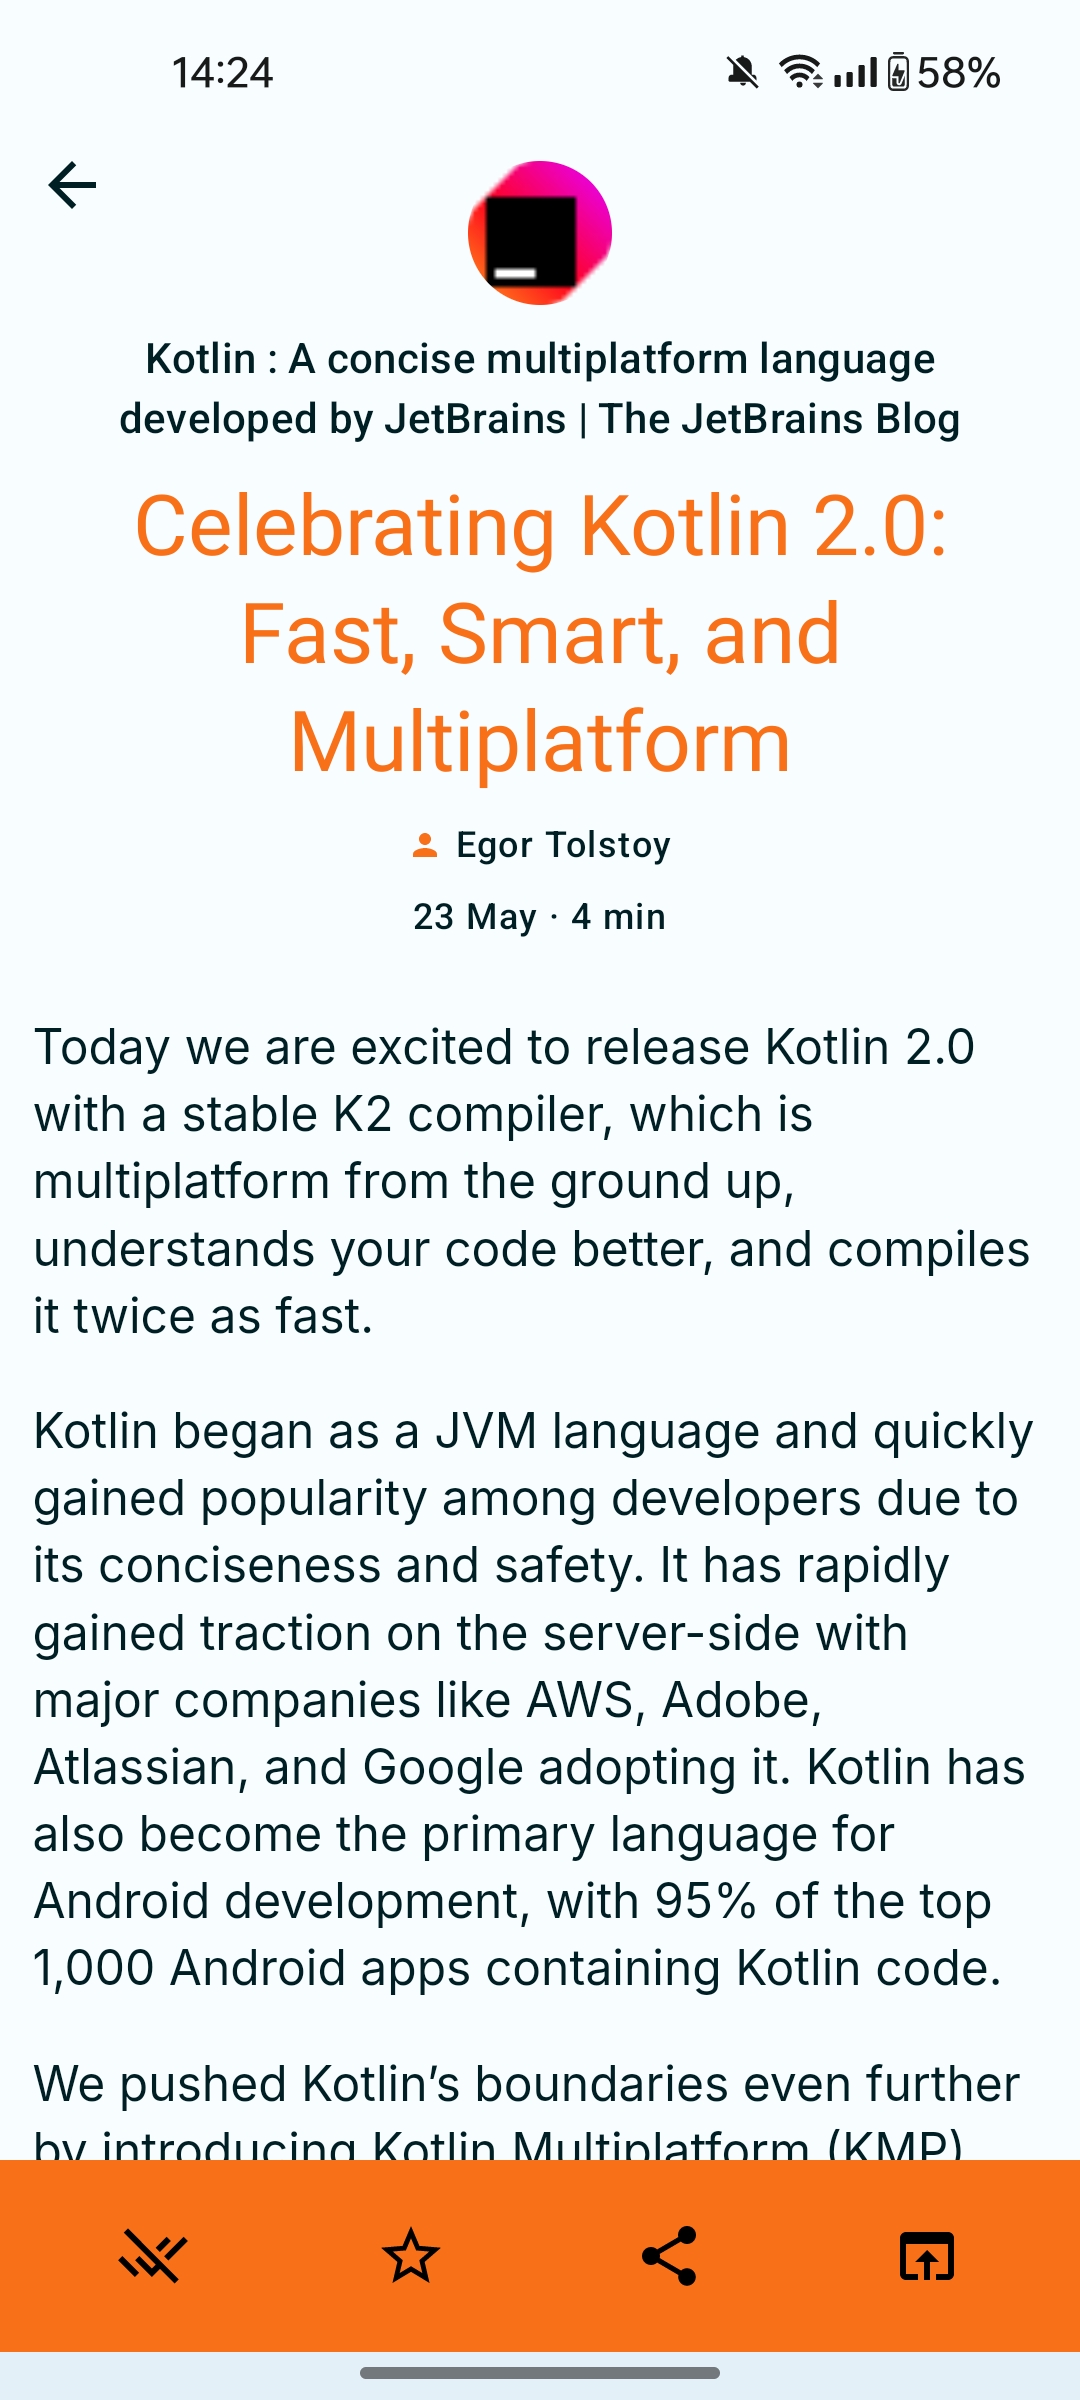 14:24
58%
Kotlin : A concise multiplatform language
developed by JetBrains | The JetBrains Blog
Celebrating Kotlin 2.0:
Fast, Smart, and
Multiplatform
Egor Tolstoy
23 May · 4 min
Today we are excited to release Kotlin 2.0
with a stable K2 compiler, which is
multiplatform from the ground up,
understands your code better, and compiles
it twice as fast.
Kotlin began as a JVM language and quickly
gained popularity among developers due to
its conciseness and safety. It has rapidly
gained traction on the server-side with
major companies like AWS, Adobe,
Atlassian, and Google adopting it. Kotlin has
also become the primary language for
Android development, with 95% of the top
1,000 Android apps containing Kotlin code.
We pushed Kotlin’s boundaries even further
by introducing Kotlin Multiplatform (KMP)